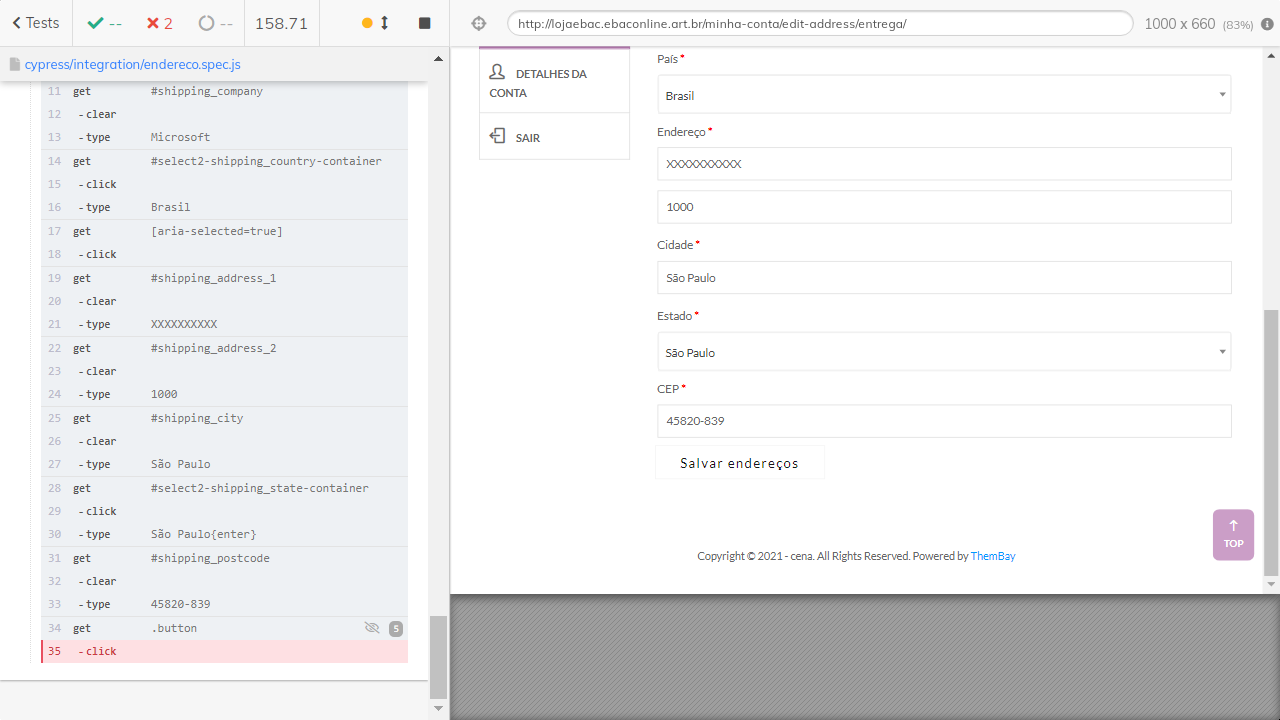 Tests
--
2
--
158.71
http://lojaebac.ebaconline.art.br/minha-conta/edit-address/entrega/
1000 x 660 (83%)
cypress/integration/endereco.spec.js
11 get #shipping_company
12 -clear
13 -type Microsoft
14 get #select2-shipping_country-container
15 -click
16 -type Brasil
17 get [aria-selected=true]
18 -click
19 get #shipping_address_1
20 -clear
21 -type XXXXXXXXXX
22 get #shipping_address_2
23 -clear
24 -type 1000
25 get #shipping_city
26 -clear
27 -type São Paulo
28 get #select2-shipping_state-container
29 -click
30 -type São Paulo{enter}
31 get #shipping_postcode
32 -clear
33 -type 45820-839
34 get .button 5
35 -click
DETALHES DA
CONTA
SAIR
País *
Brasil
Endereço *
XXXXXXXXXX
1000
Cidade *
São Paulo
Estado *
São Paulo
CEP *
45820-839
Salvar endereços
TOP
Copyright © 2021 - cena. All Rights Reserved. Powered by ThemBay